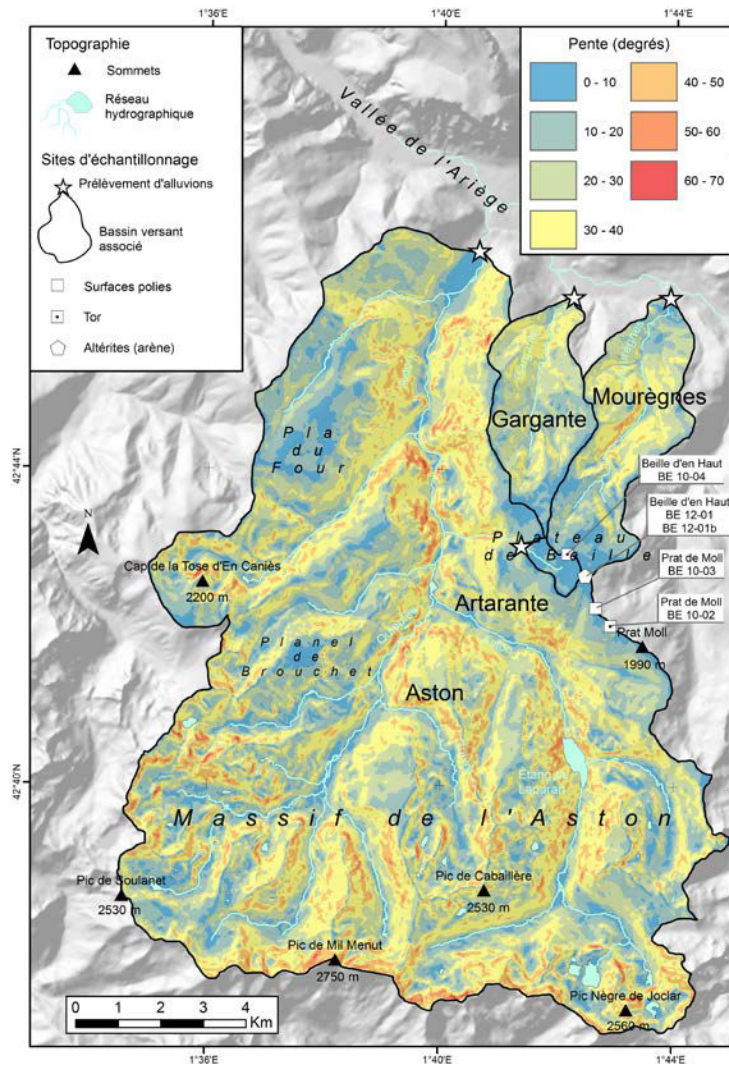 1°36'E
1°40'E
1°44'E
Topographie
Sommets
Réseau
hydrographique
Sites d'échantillonnage
Prélèvement d'alluvions
Bassin versant
associé
Surfaces polies
Tor
Altérites (arène)
Pente (degrés)
0 - 10
40 - 50
10 - 20
50 - 60
20 - 30
60 - 70
30 - 40
Vallée de l'Ariège
Mourègnes
Gargante
Pla
du
Four
42°44'N
Beille d'en Haut
BE 10-04
Beille d'en Haut
BE 12-01
BE 12-01b
Plateau
de Beille
N
Prat de Moll
BE 10-03
Cap de la Tose d'En Caniès
2200 m
Artarante
Prat de Moll
BE 10-02
Planel
de
Brouchet
Prat Moll
1990 m
Aston
Étang de
Laparan
42°40'N
Massif de l'Aston
Pic de Soulanet
2530 m
Pic de Cabaillère
2530 m
Pic de Mil Menut
2750 m
Pic Nègre de Joclar
2560 m
0 1 2 3 4
Km
1°36'E
1°40'E
1°44'E